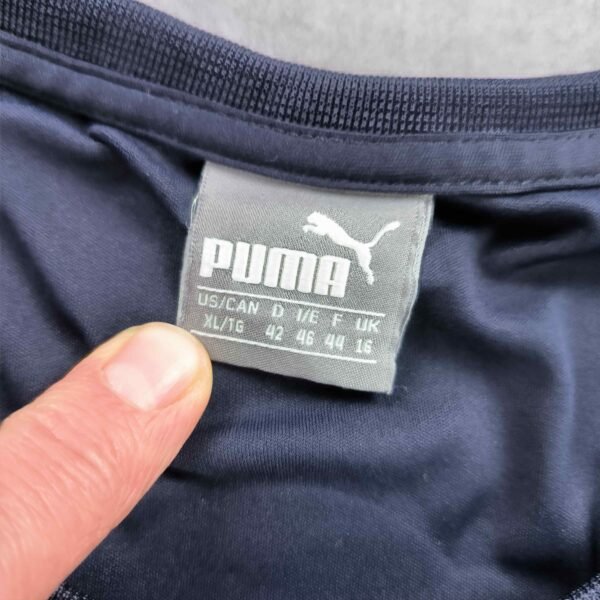 PUMA
US/CAN D I/E F UK
XL/TG 42 46 44 16